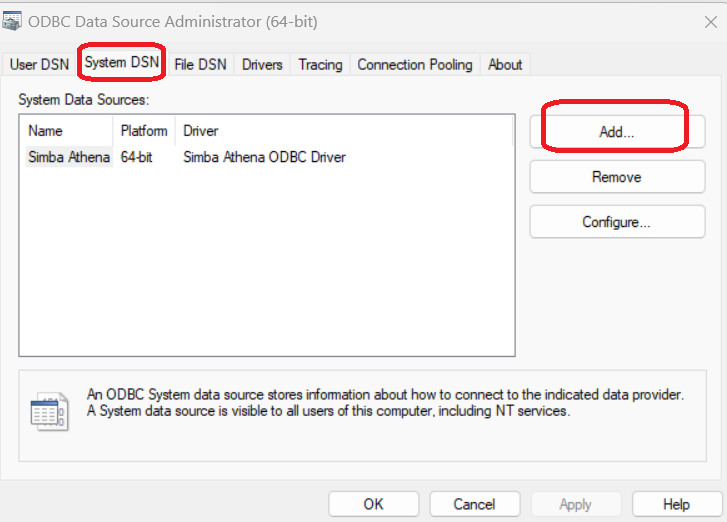 ODBC Data Source Administrator (64-bit)
User DSN System DSN File DSN Drivers Tracing Connection Pooling About
System Data Sources:
Name Platform Driver
Simba Athena 64-bit Simba Athena ODBC Driver
Add...
Remove
Configure...
An ODBC System data source stores information about how to connect to the indicated data provider.
A System data source is visible to all users of this computer, including NT services.
OK Cancel Apply Help